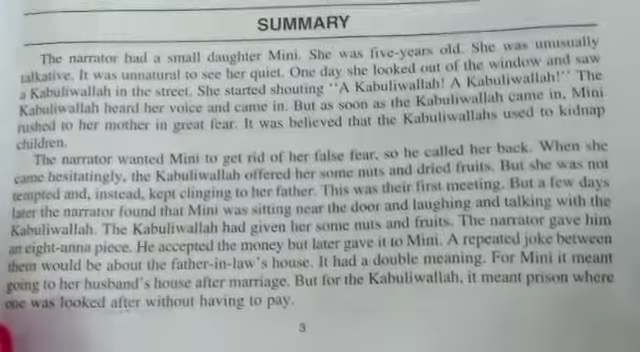 SUMMARY
The narrator had a small daughter Mini. She was five-years old. She was unusually
talkative. It was unnatural to see her quiet. One day she looked out of the window and saw
a Kabuliwallah in the street. She started shouting "A Kabuliwallah! A Kabuliwallah!" The
Kabuliwallah heard her voice and came in. But as soon as the Kabuliwallah came in, Mini
rushed to her mother in great fear. It was believed that the Kabuliwallahs used to kidnap
children.
The narrator wanted Mini to get rid of her false fear, so he called her back. When she
came hesitatingly, the Kabuliwallah offered her some nuts and dried fruits. But she was not
tempted and, instead, kept clinging to her father. This was their first meeting. But a few days
later the narrator found that Mini was sitting near the door and laughing and talking with the
Kabuliwallah. The Kabuliwallah had given her some nuts and fruits. The narrator gave him
an eight-anna piece. He accepted the money but later gave it to Mini. A repeated joke between
them would be about the father-in-law's house. It had a double meaning. For Mini it meant
going to her husband's house after marriage. But for the Kabuliwallah, it meant prison where
one was looked after without having to pay.
3